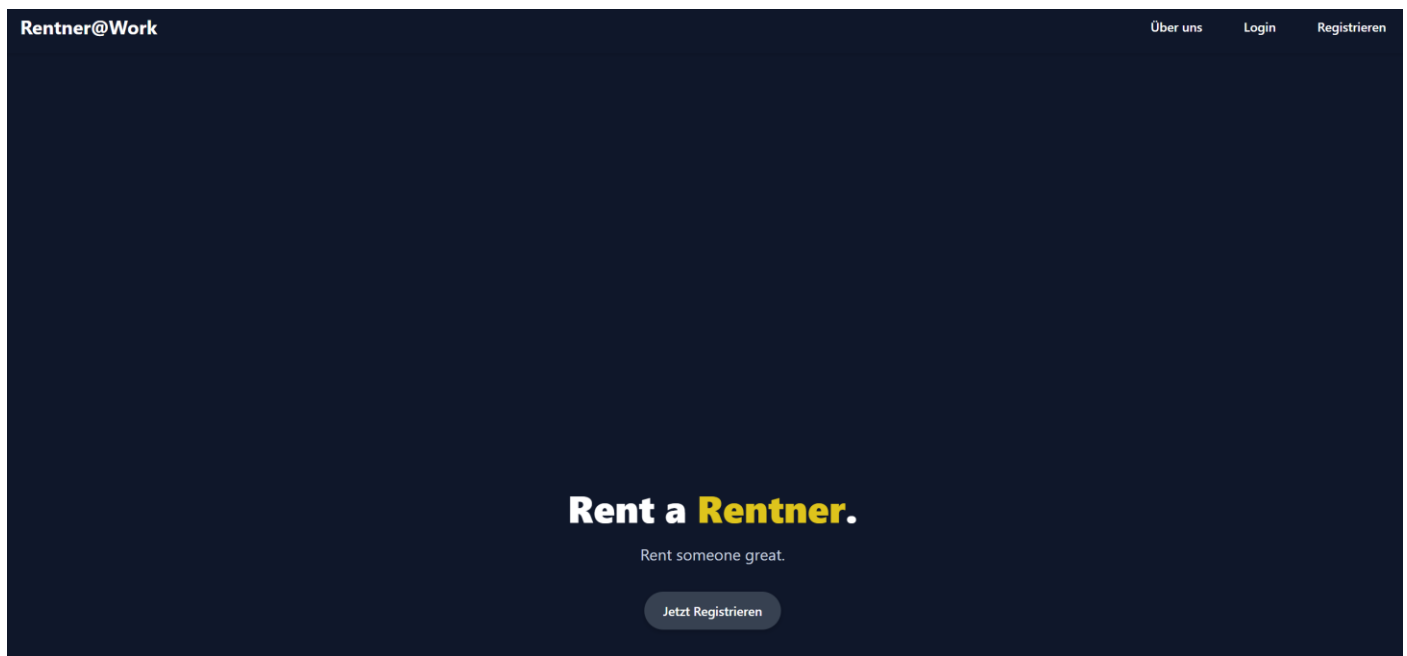 Rentner@Work
Über uns Login Registrieren
Rent a Rentner.
Rent someone great.
Jetzt Registrieren